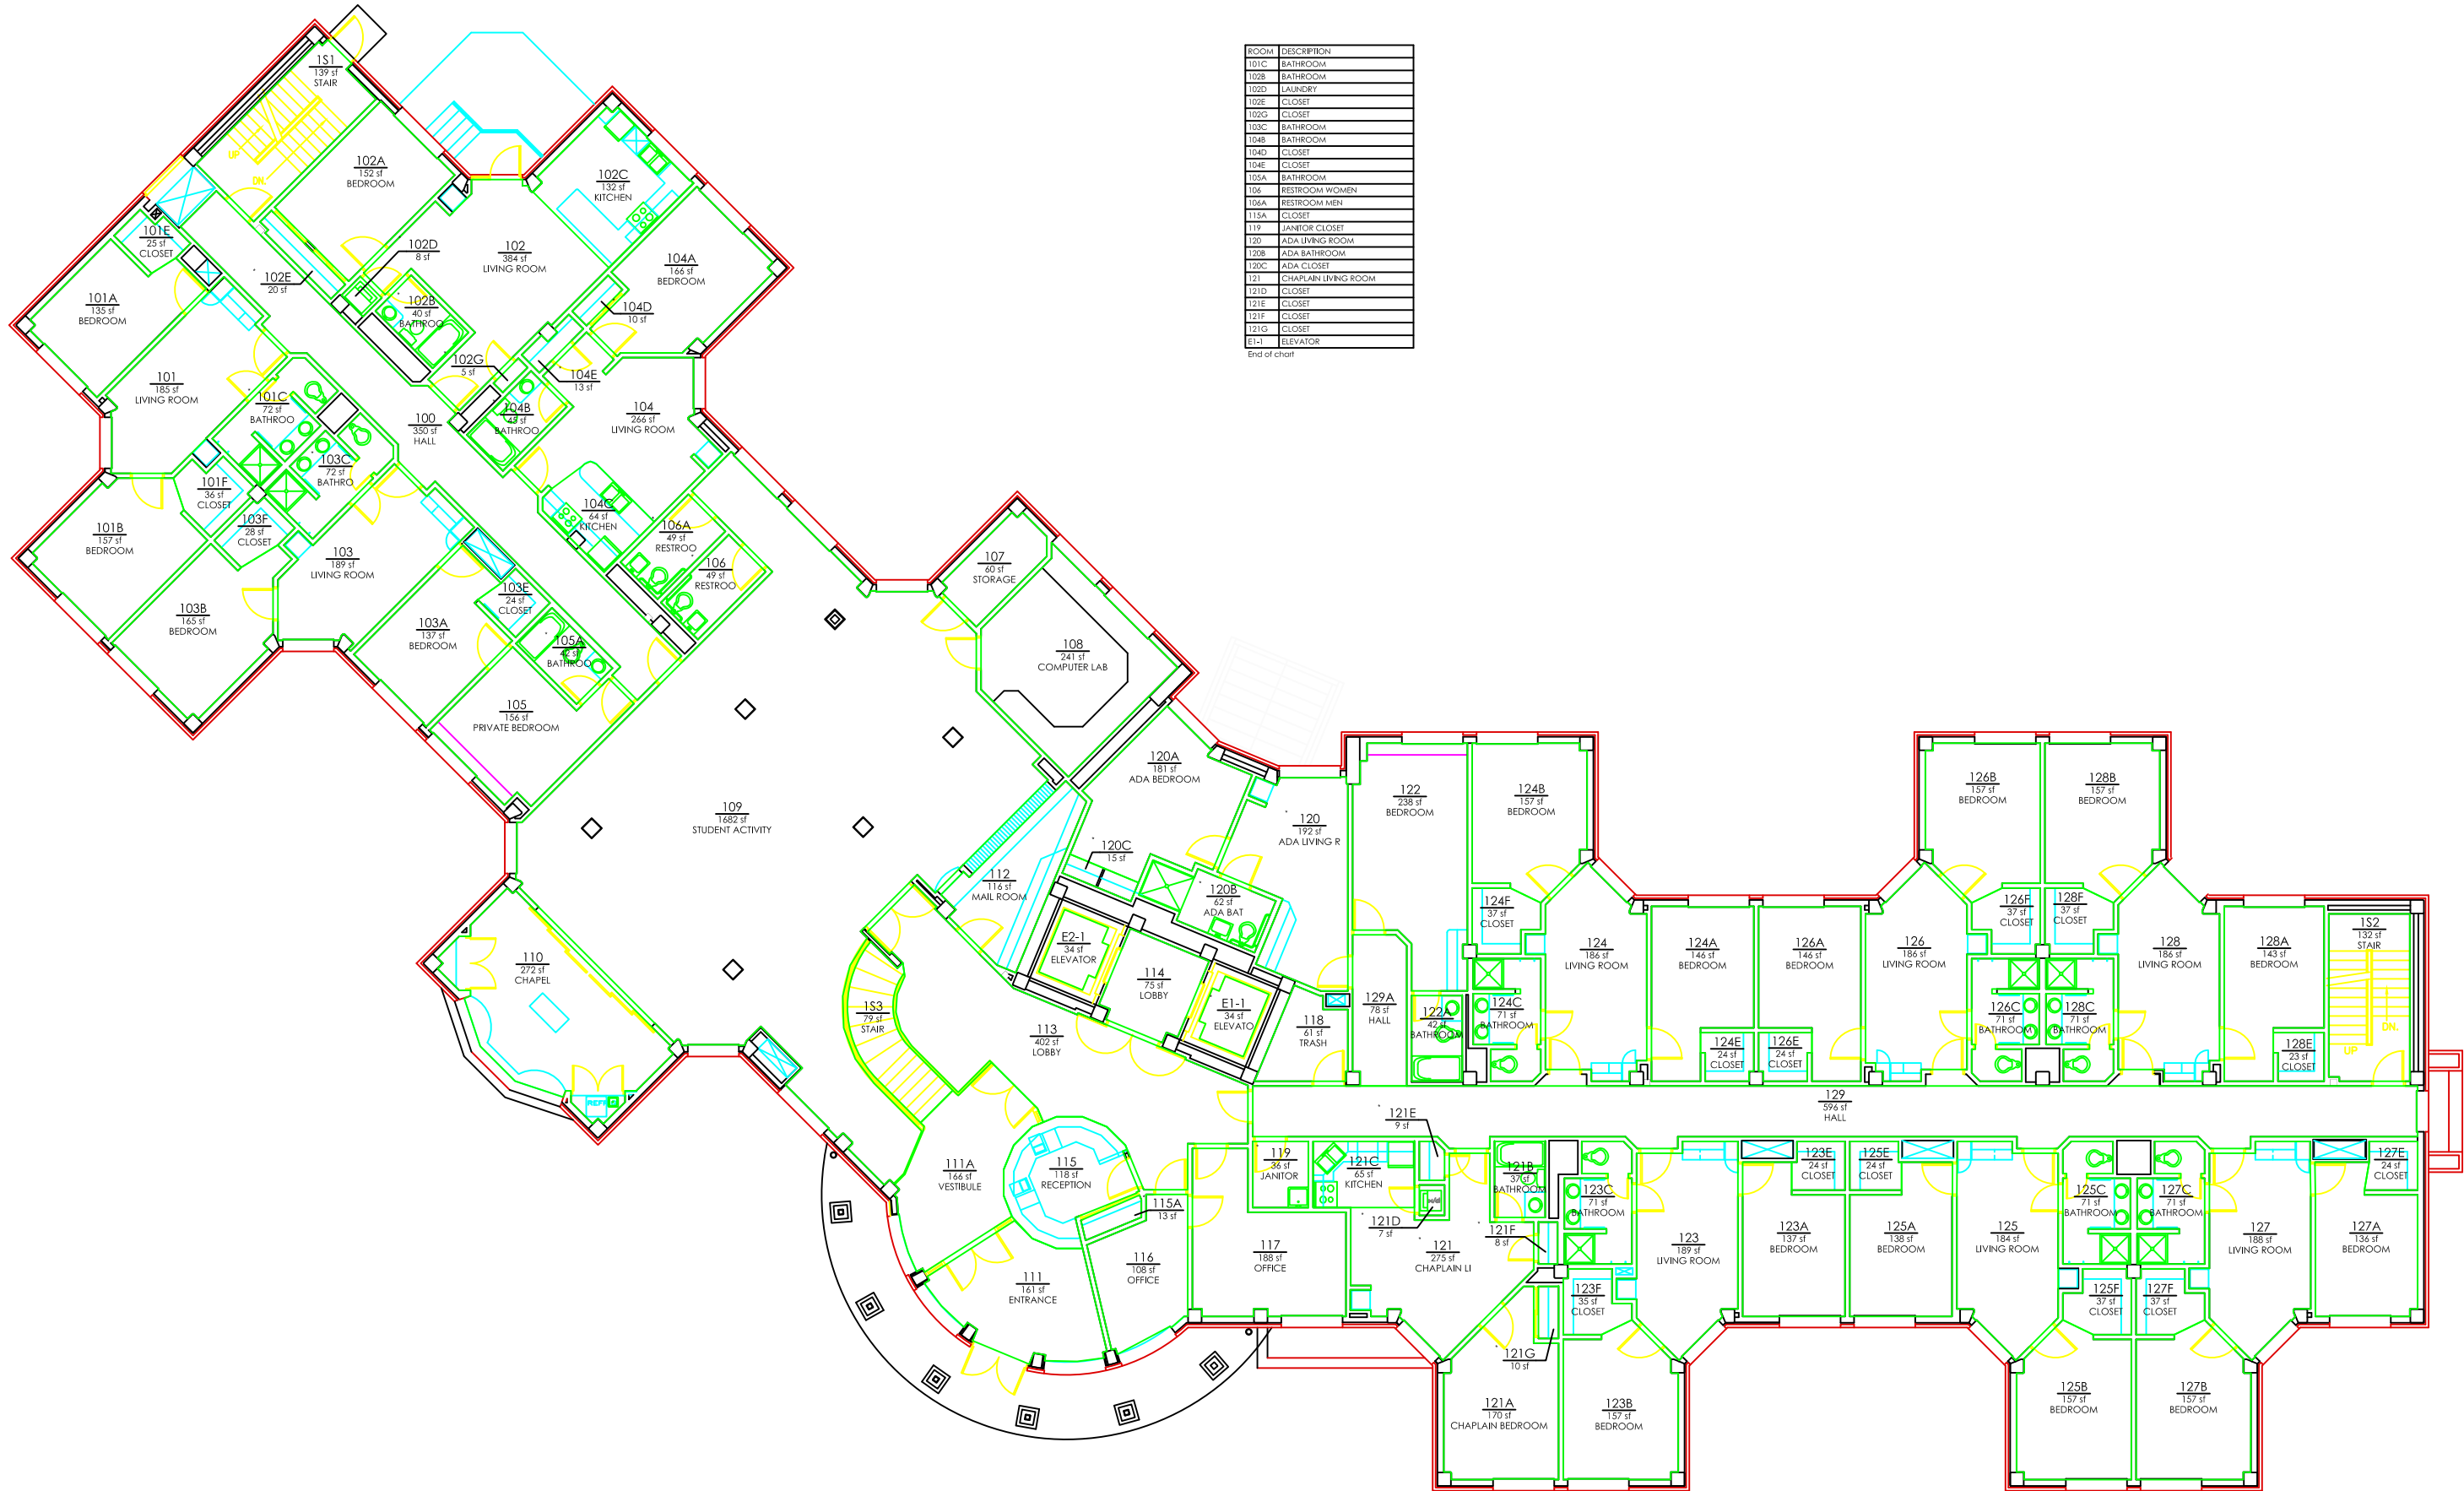 ROOM DESCRIPTION
101C BATHROOM
102B BATHROOM
102D LAUNDRY
102E CLOSET
102G CLOSET
103C BATHROOM
104B BATHROOM
104D CLOSET
104E CLOSET
105A BATHROOM
106 RESTROOM WOMEN
106A RESTROOM MEN
115A CLOSET
119 JANITOR CLOSET
120 ADA LIVING ROOM
120B ADA BATHROOM
120C ADA CLOSET
121 CHAPLAIN LIVING ROOM
121D CLOSET
121E CLOSET
121F CLOSET
121G CLOSET
E1-1 ELEVATOR
End of chart
1S1
139 sf
STAIR
UP
DN.
102A
152 sf
BEDROOM
102C
132 sf
KITCHEN
101E
25 sf
CLOSET
102D
8 sf
102
384 sf
LIVING ROOM
104A
166 sf
BEDROOM
102E
20 sf
101A
135 sf
BEDROOM
102B
40 sf
BATHROO
104D
10 sf
102G
5 sf
104E
13 sf
101
185 sf
LIVING ROOM
101C
72 sf
BATHROO
100
350 sf
HALL
104B
45 sf
BATHROO
104
266 sf
LIVING ROOM
103C
72 sf
BATHRO
101F
36 sf
CLOSET
103F
28 sf
CLOSET
101B
157 sf
BEDROOM
104C
64 sf
KITCHEN
106A
49 sf
RESTROO
106
49 sf
RESTROO
103
189 sf
LIVING ROOM
103E
24 sf
CLOSET
103B
165 sf
BEDROOM
103A
137 sf
BEDROOM
105A
42 sf
BATHROO
105
156 sf
PRIVATE BEDROOM
107
60 sf
STORAGE
108
241 sf
COMPUTER LAB
109
1682 sf
STUDENT ACTIVITY
120A
181 sf
ADA BEDROOM
120
192 sf
ADA LIVING R
120C
15 sf
112
116 sf
MAIL ROOM
120B
62 sf
ADA BAT
E2-1
34 sf
ELEVATOR
114
75 sf
LOBBY
E1-1
34 sf
ELEVATO
110
272 sf
CHAPEL
REFR
1S3
79 sf
STAIR
113
402 sf
LOBBY
118
61 sf
TRASH
122
238 sf
BEDROOM
124B
157 sf
BEDROOM
124F
37 sf
CLOSET
124
186 sf
LIVING ROOM
124A
146 sf
BEDROOM
126A
146 sf
BEDROOM
126
186 sf
LIVING ROOM
126B
157 sf
BEDROOM
128B
157 sf
BEDROOM
126F
37 sf
CLOSET
128F
37 sf
CLOSET
128
186 sf
LIVING ROOM
128A
143 sf
BEDROOM
1S2
132 sf
STAIR
DN.
UP
129A
78 sf
HALL
122A
42 sf
BATHROOM
124C
71 sf
BATHROOM
124E
24 sf
CLOSET
126E
24 sf
CLOSET
126C
71 sf
BATHROOM
128C
71 sf
BATHROOM
128E
23 sf
CLOSET
129
596 sf
HALL
111A
166 sf
VESTIBULE
115
118 sf
RECEPTION
115A
13 sf
111
161 sf
ENTRANCE
116
108 sf
OFFICE
117
188 sf
OFFICE
119
36 sf
JANITOR
121C
65 sf
KITCHEN
121E
9 sf
121D
7 sf
W/D
121
275 sf
CHAPLAIN LI
121B
37 sf
BATHROOM
121F
8 sf
123C
71 sf
BATHROOM
123F
35 sf
CLOSET
121G
10 sf
121A
170 sf
CHAPLAIN BEDROOM
123B
157 sf
BEDROOM
123
189 sf
LIVING ROOM
123A
137 sf
BEDROOM
123E
24 sf
CLOSET
125E
24 sf
CLOSET
125A
138 sf
BEDROOM
125
184 sf
LIVING ROOM
125C
71 sf
BATHROOM
127C
71 sf
BATHROOM
125F
37 sf
CLOSET
127F
37 sf
CLOSET
125B
157 sf
BEDROOM
127B
157 sf
BEDROOM
127
188 sf
LIVING ROOM
127A
136 sf
BEDROOM
127E
24 sf
CLOSET